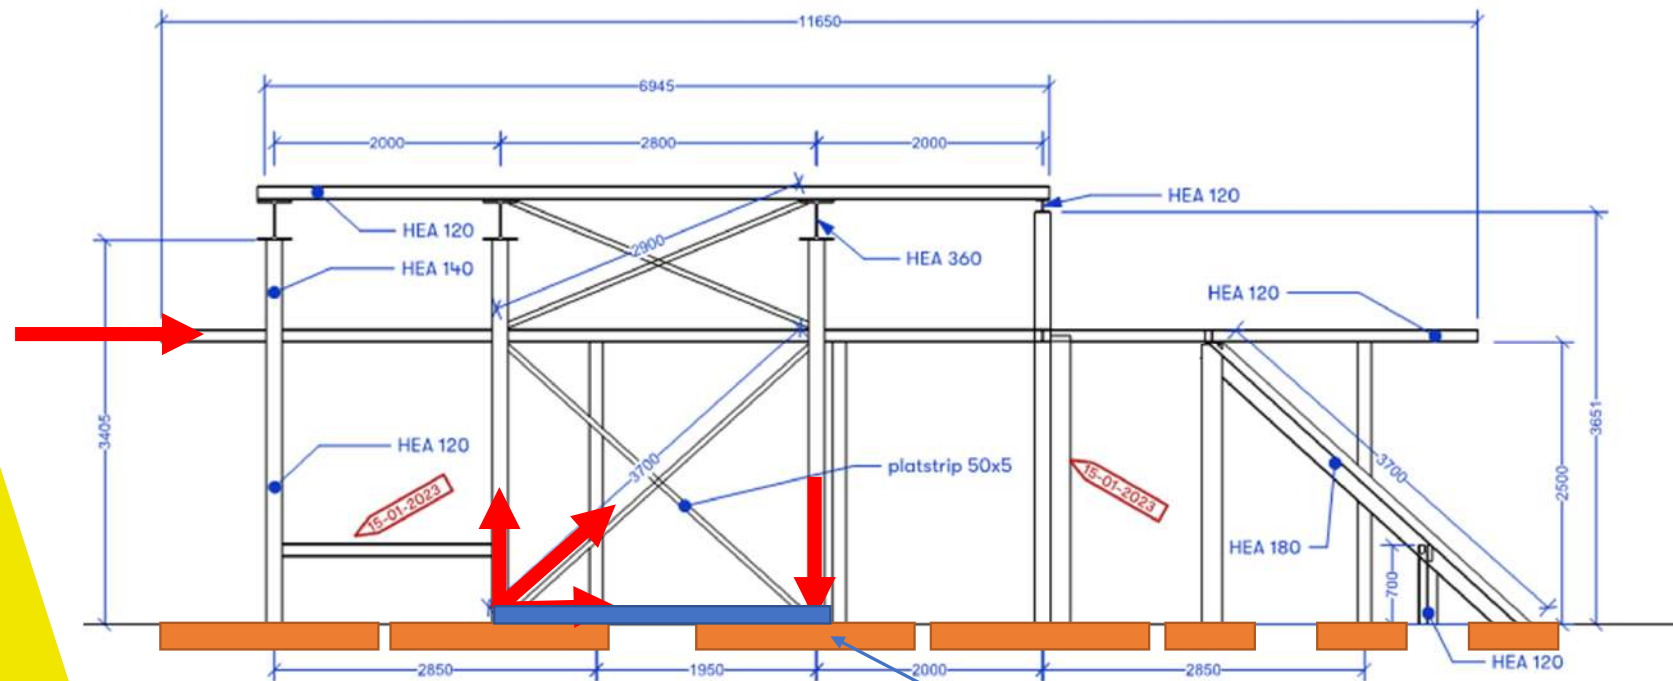 11650
6945
2000
2800
2000
HEA 120
HEA 120
2900
HEA 360
HEA 140
HEA 120
3405
3651
HEA 120
3700
platstrip 50x5
3700
2500
15-01-2023
15-01-2023
HEA 180
700
HEA 120
2850
1950
2000
2850